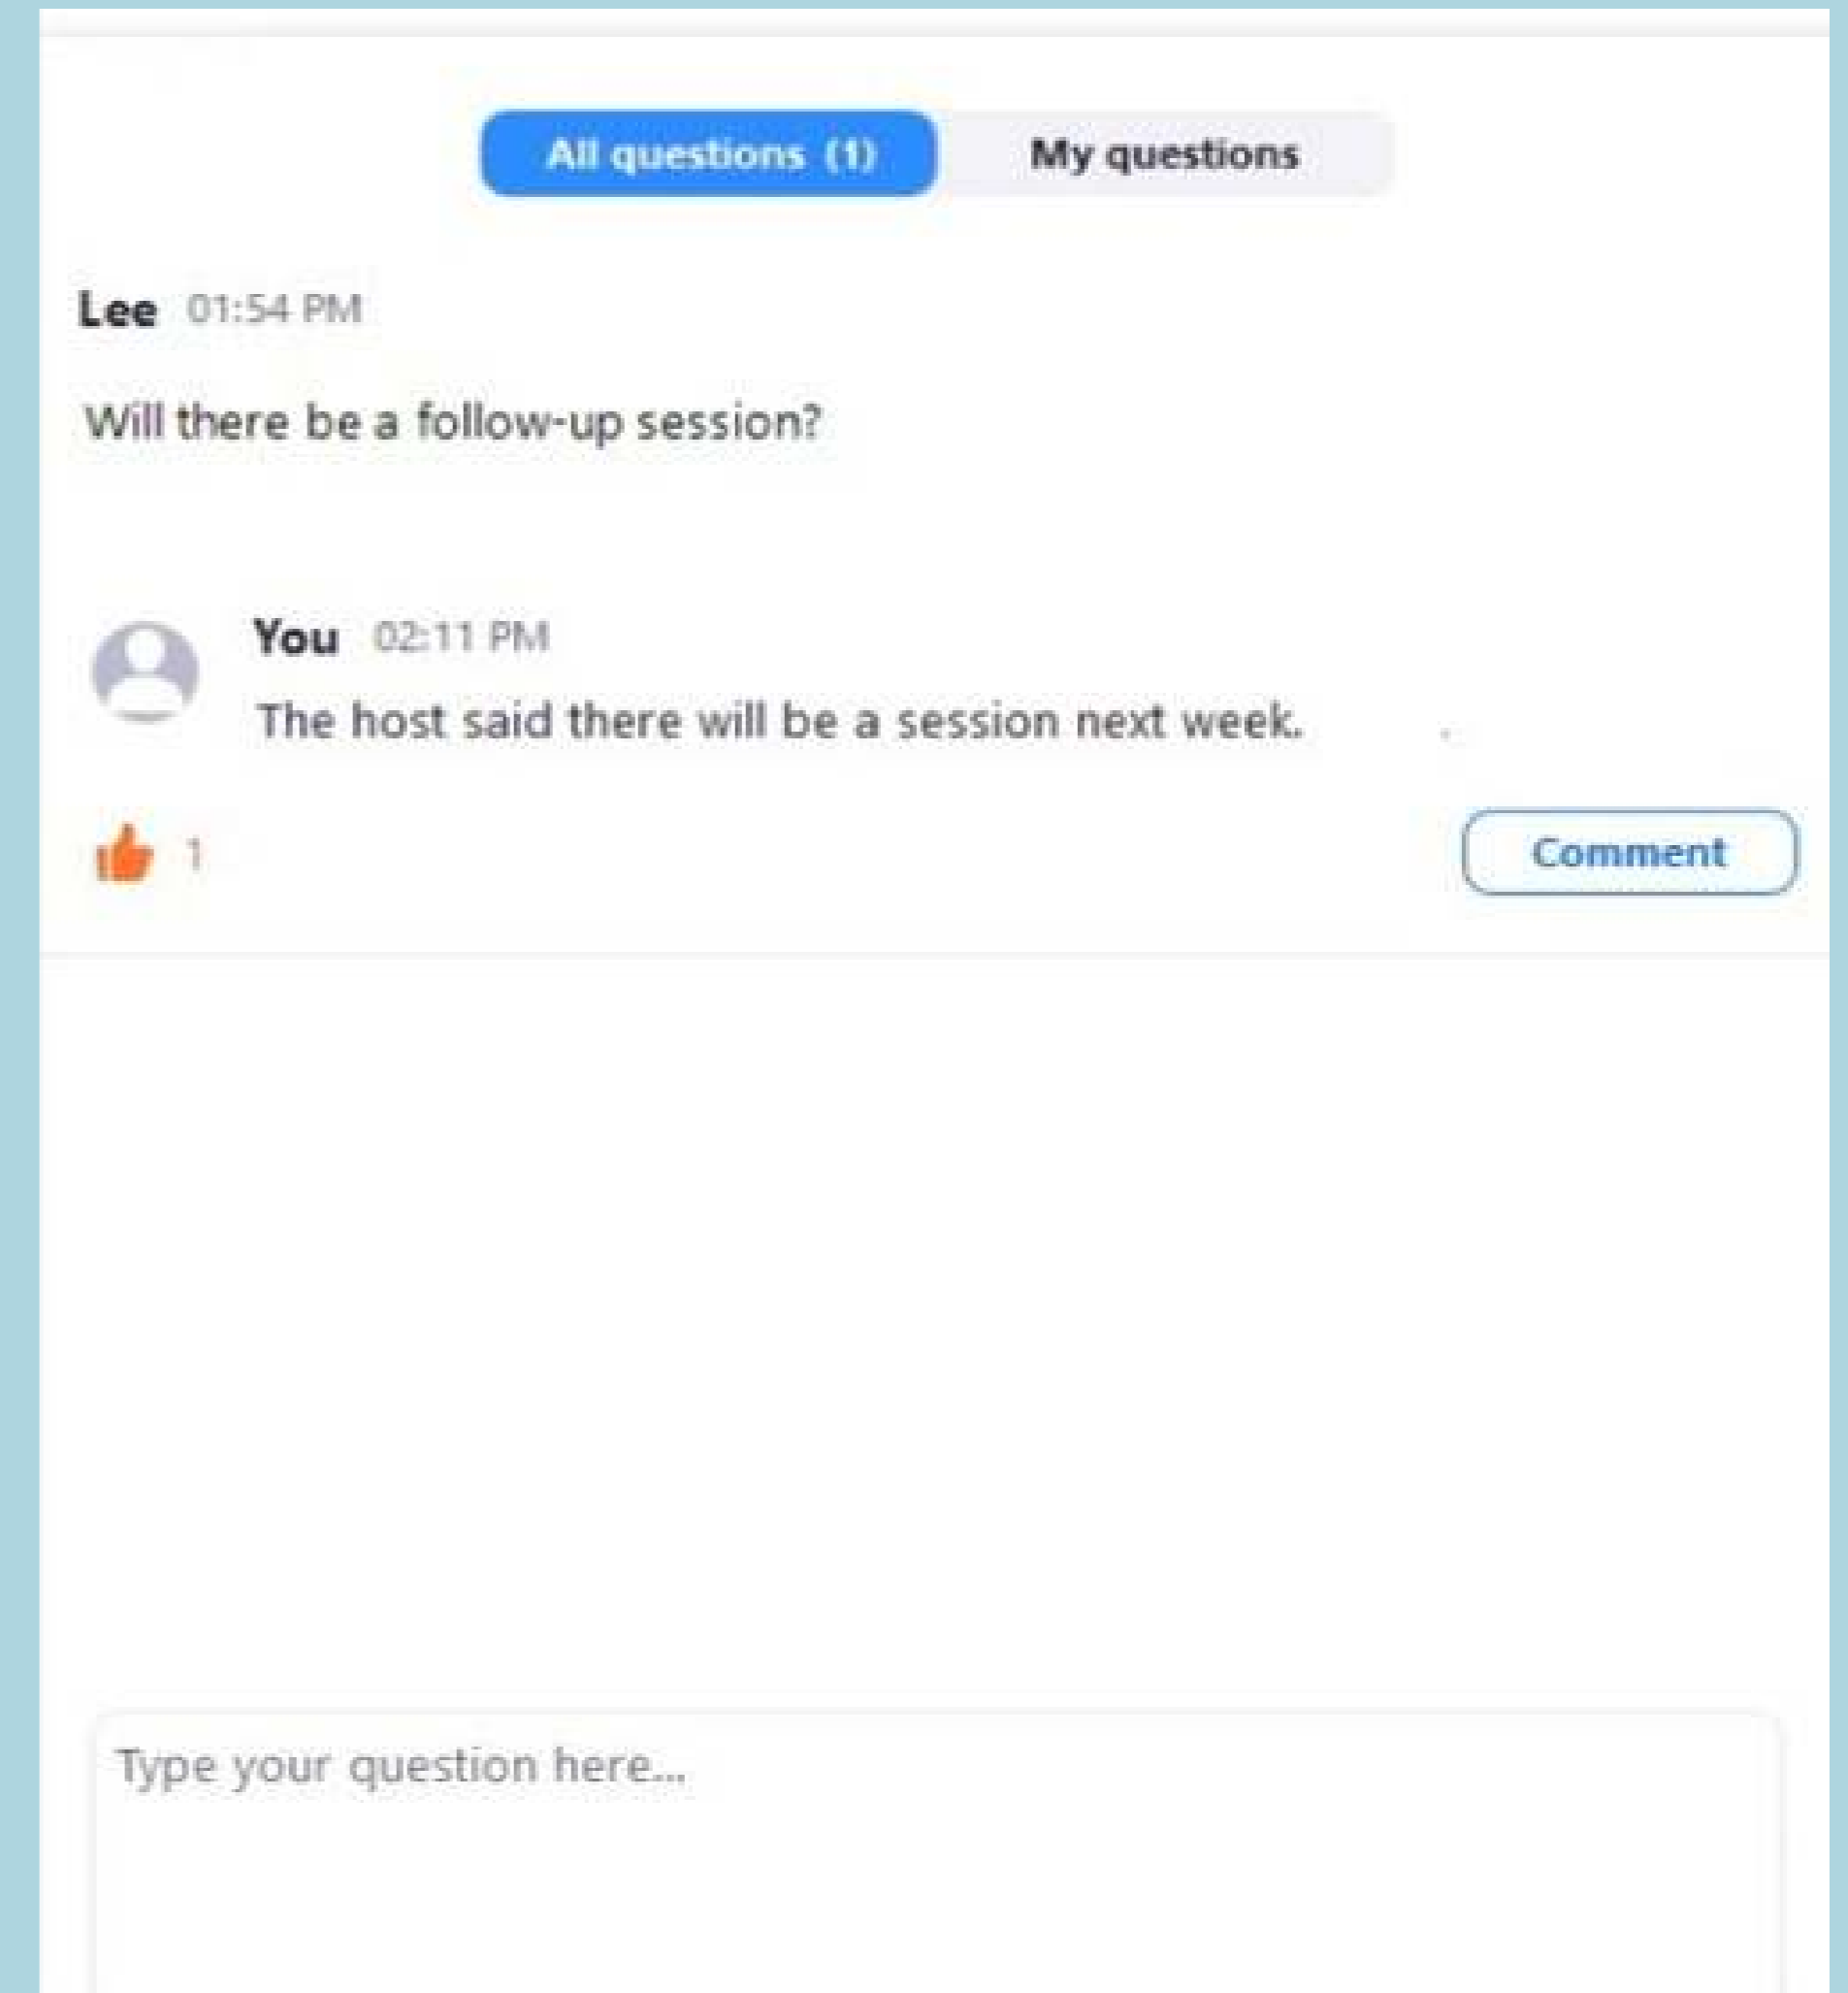 All questions (1) My questions
Lee 01:54 PM
Will there be a follow-up session?
You 02:11 PM
The host said there will be a session next week.
1 Comment
Type your question here...